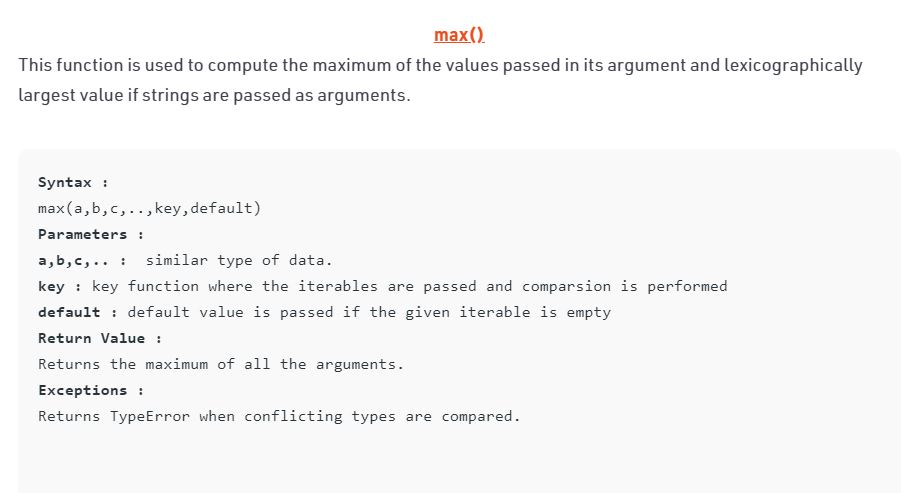 max()
This function is used to compute the maximum of the values passed in its argument and lexicographically
largest value if strings are passed as arguments.
Syntax :
max(a,b,c,..,key,default)
Parameters :
a,b,c,.. :  similar type of data.
key : key function where the iterables are passed and comparsion is performed
default : default value is passed if the given iterable is empty
Return Value :
Returns the maximum of all the arguments.
Exceptions :
Returns TypeError when conflicting types are compared.